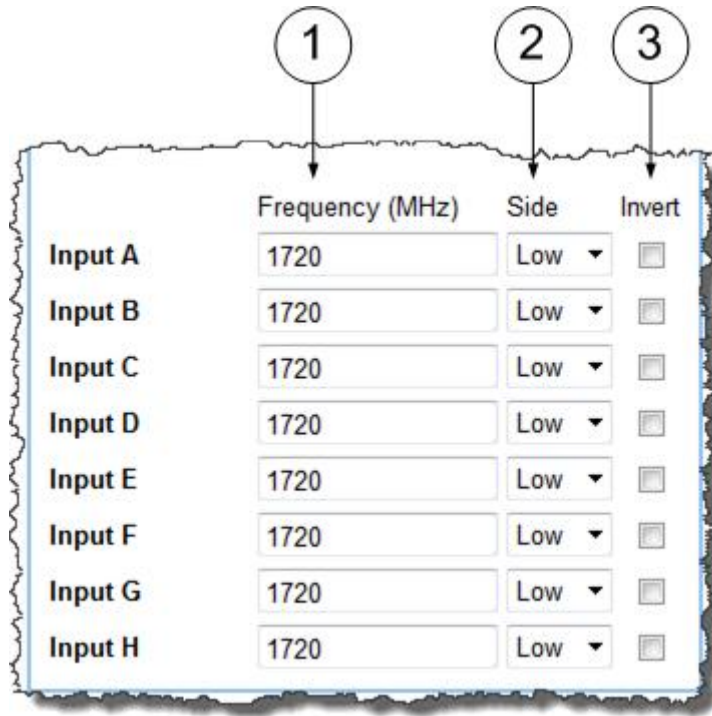 1 2 3
Frequency (MHz) Side Invert
Input A 1720 Low
Input B 1720 Low
Input C 1720 Low
Input D 1720 Low
Input E 1720 Low
Input F 1720 Low
Input G 1720 Low
Input H 1720 Low